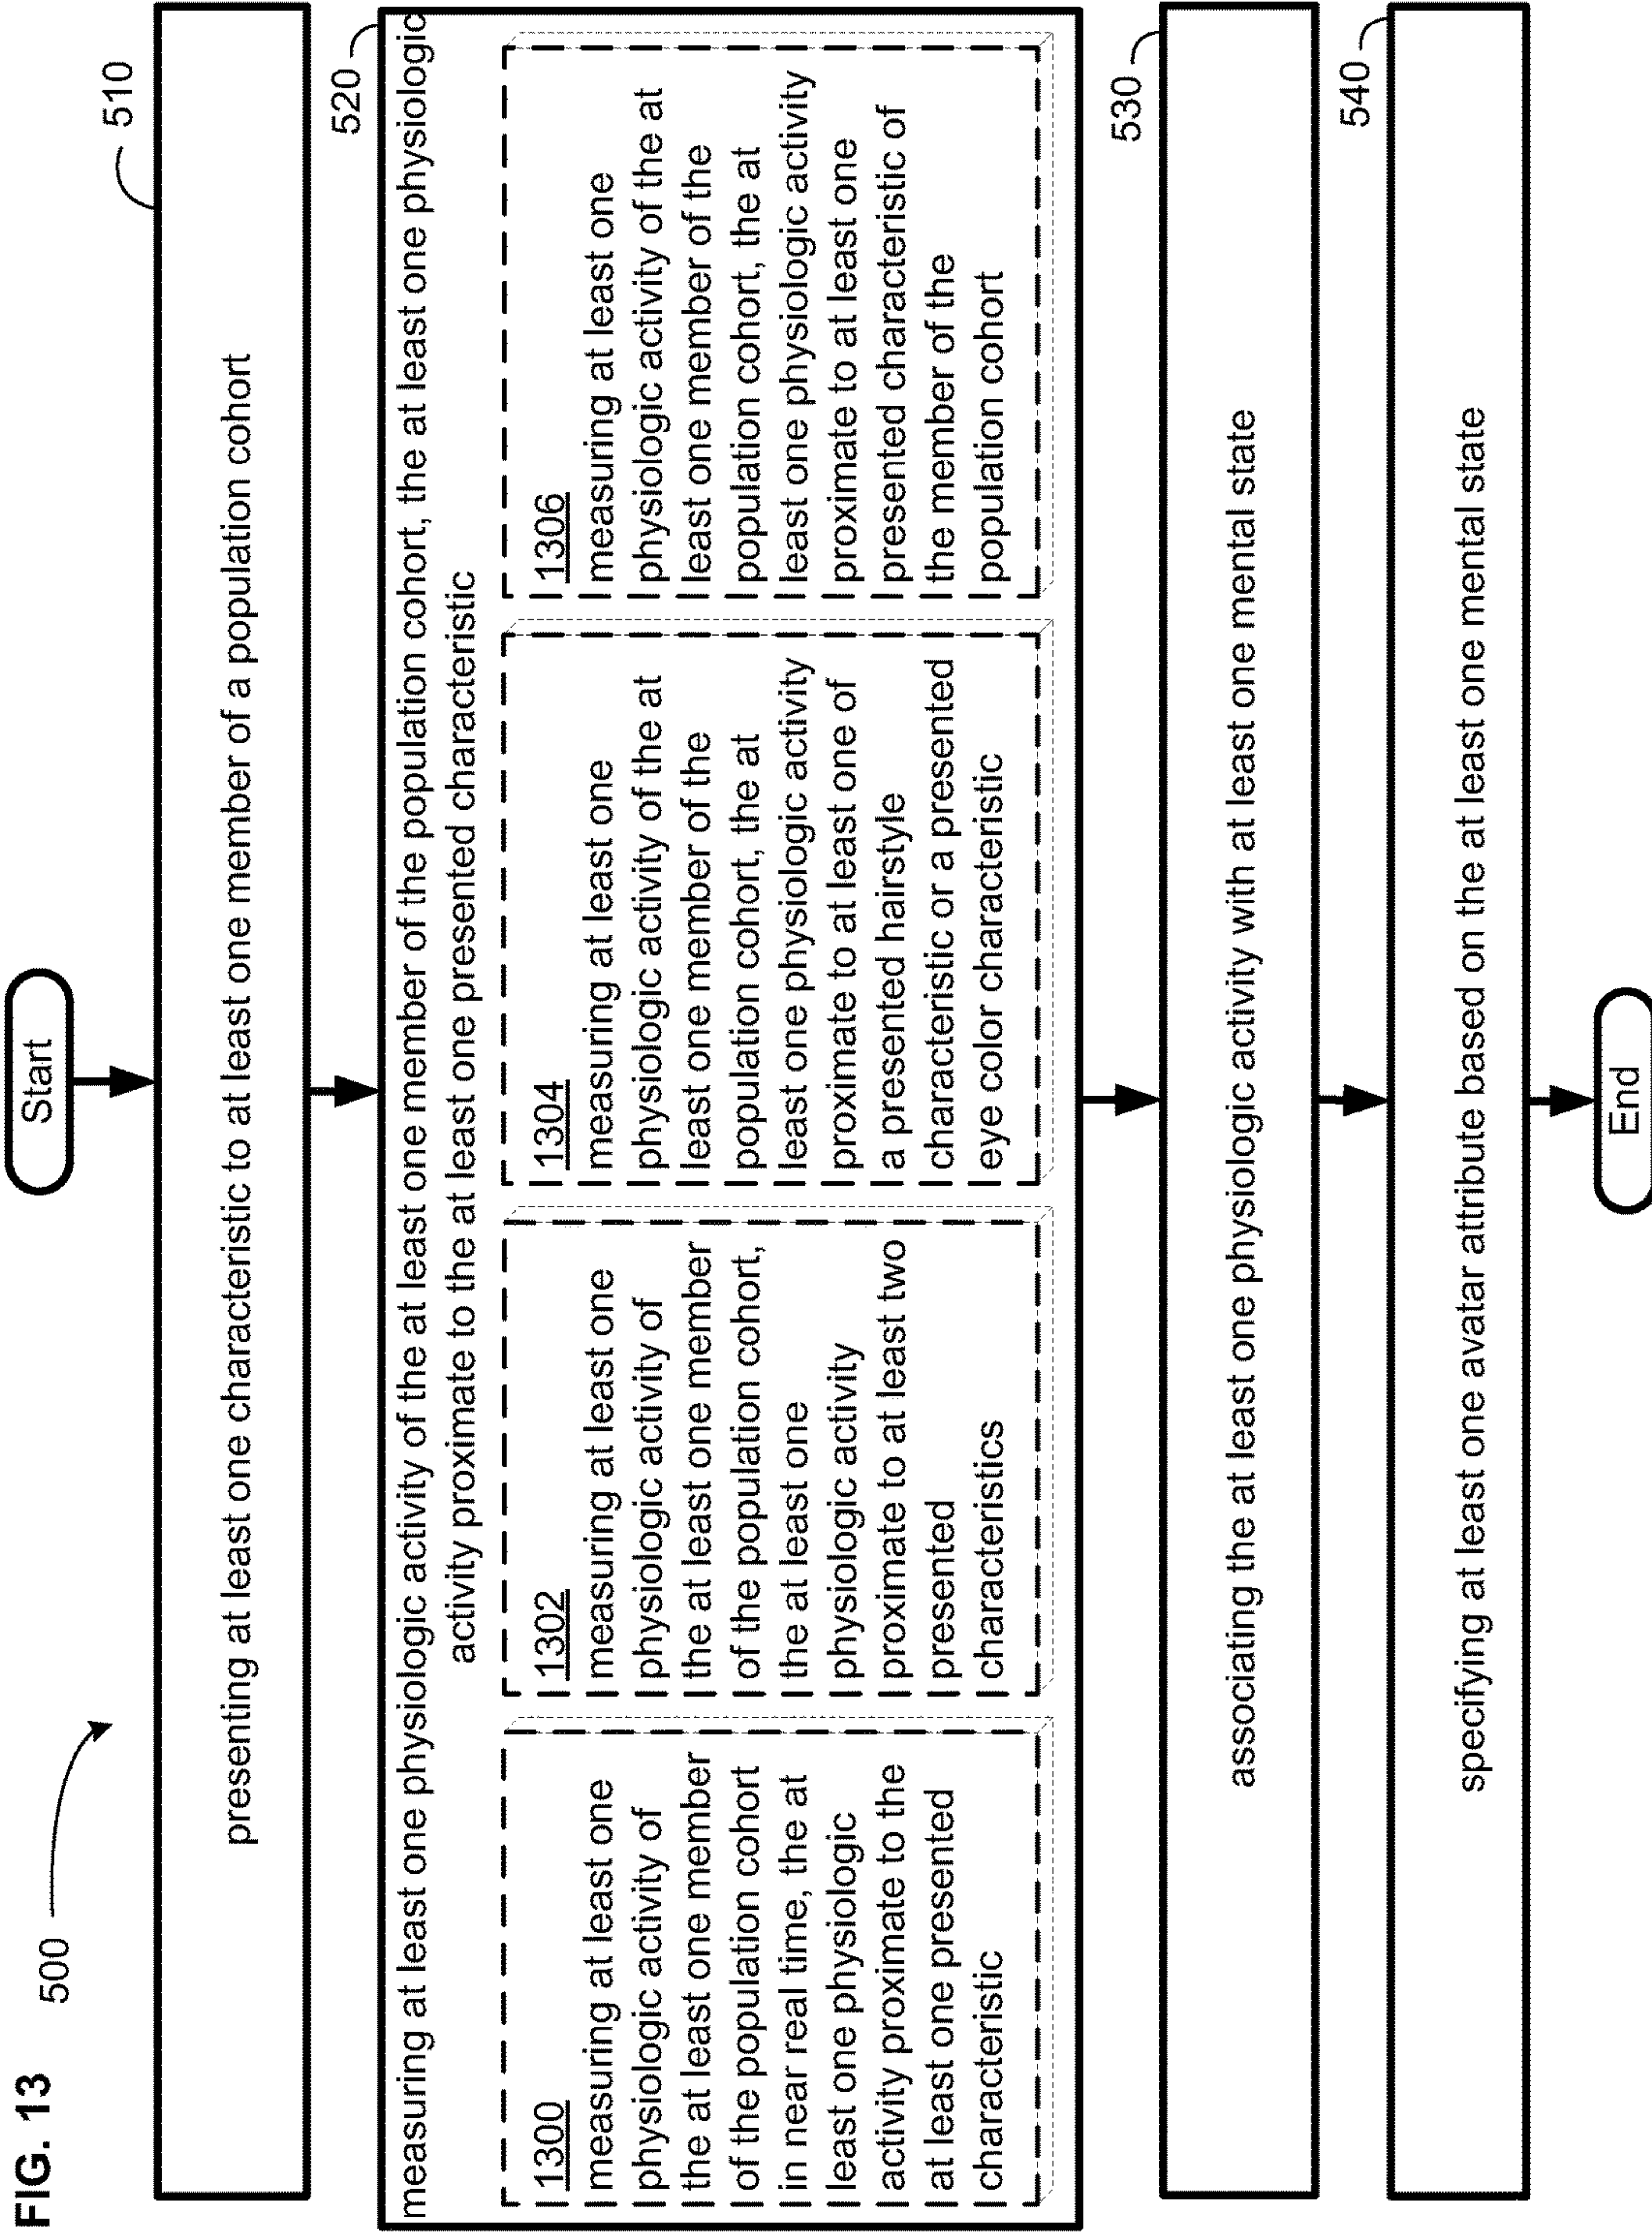 FIG. 13
500
Start
510
presenting at least one characteristic to at least one member of a population cohort
520
measuring at least one physiologic activity of the at least one member of the population cohort, the at least one physiologic
activity proximate to the at least one presented characteristic
1300
measuring at least one
physiologic activity of
the at least one member
of the population cohort
in near real time, the at
least one physiologic
activity proximate to the
at least one presented
characteristic
1302
measuring at least one
physiologic activity of
the at least one member
of the population cohort,
the at least one
physiologic activity
proximate to at least two
presented
characteristics
1304
measuring at least one
physiologic activity of the at
least one member of the
population cohort, the at
least one physiologic activity
proximate to at least one of
a presented hairstyle
characteristic or a presented
eye color characteristic
1306
measuring at least one
physiologic activity of the at
least one member of the
population cohort, the at
least one physiologic activity
proximate to at least one
presented characteristic of
the member of the
population cohort
530
associating the at least one physiologic activity with at least one mental state
540
specifying at least one avatar attribute based on the at least one mental state
End